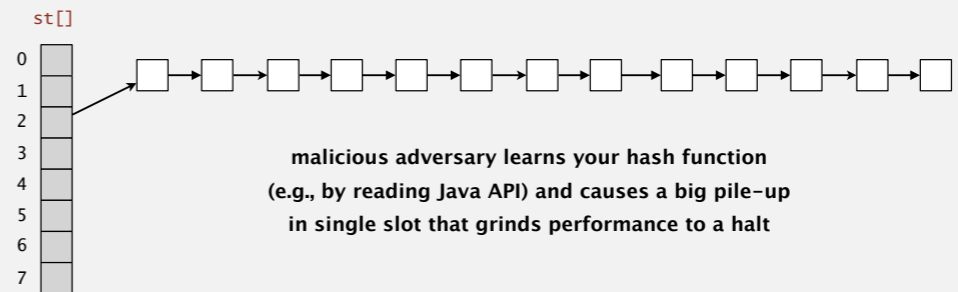 st[]
0
1
2
3
4
5
6
7
malicious adversary learns your hash function
(e.g., by reading Java API) and causes a big pile-up
in single slot that grinds performance to a halt